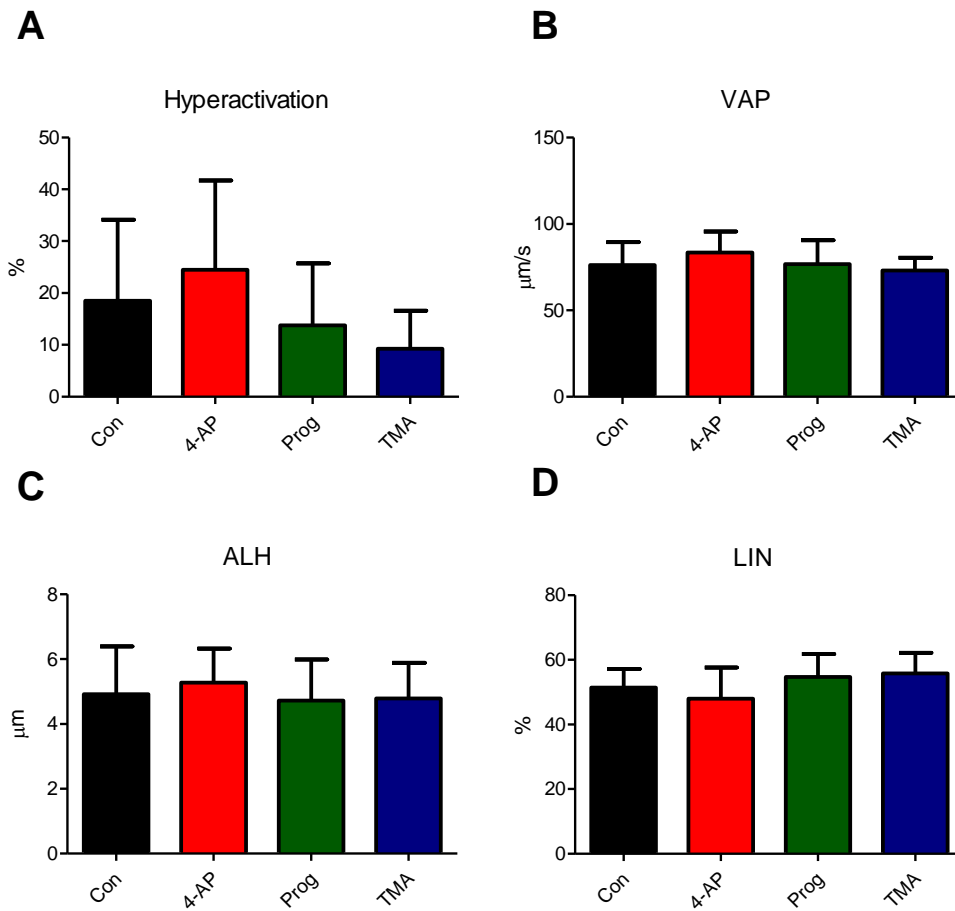 A
Hyperactivation
50
40
30
20
10
0
%
Con
4-AP
Prog
TMA
B
VAP
150
100
50
0
μm/s
Con
4-AP
Prog
TMA
C
ALH
8
6
4
2
0
μm
Con
4-AP
Prog
TMA
D
LIN
80
60
40
20
0
%
Con
4-AP
Prog
TMA